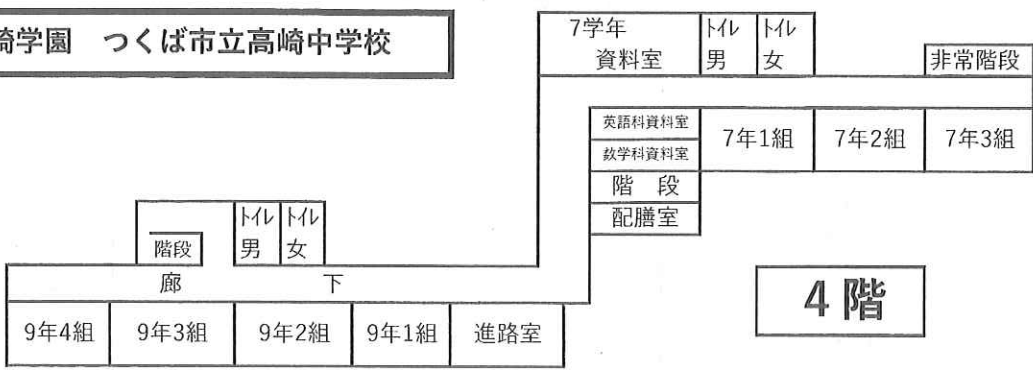 崎学園 つくば市立高崎中学校
7学年
資料室
トイレ
男
トイレ
女
非常階段
英語科資料室
数学科資料室
階 段
配膳室
7年1組
7年2組
7年3組
階段
トイレ
男
トイレ
女
廊 下
9年4組
9年3組
9年2組
9年1組
進路室
4階